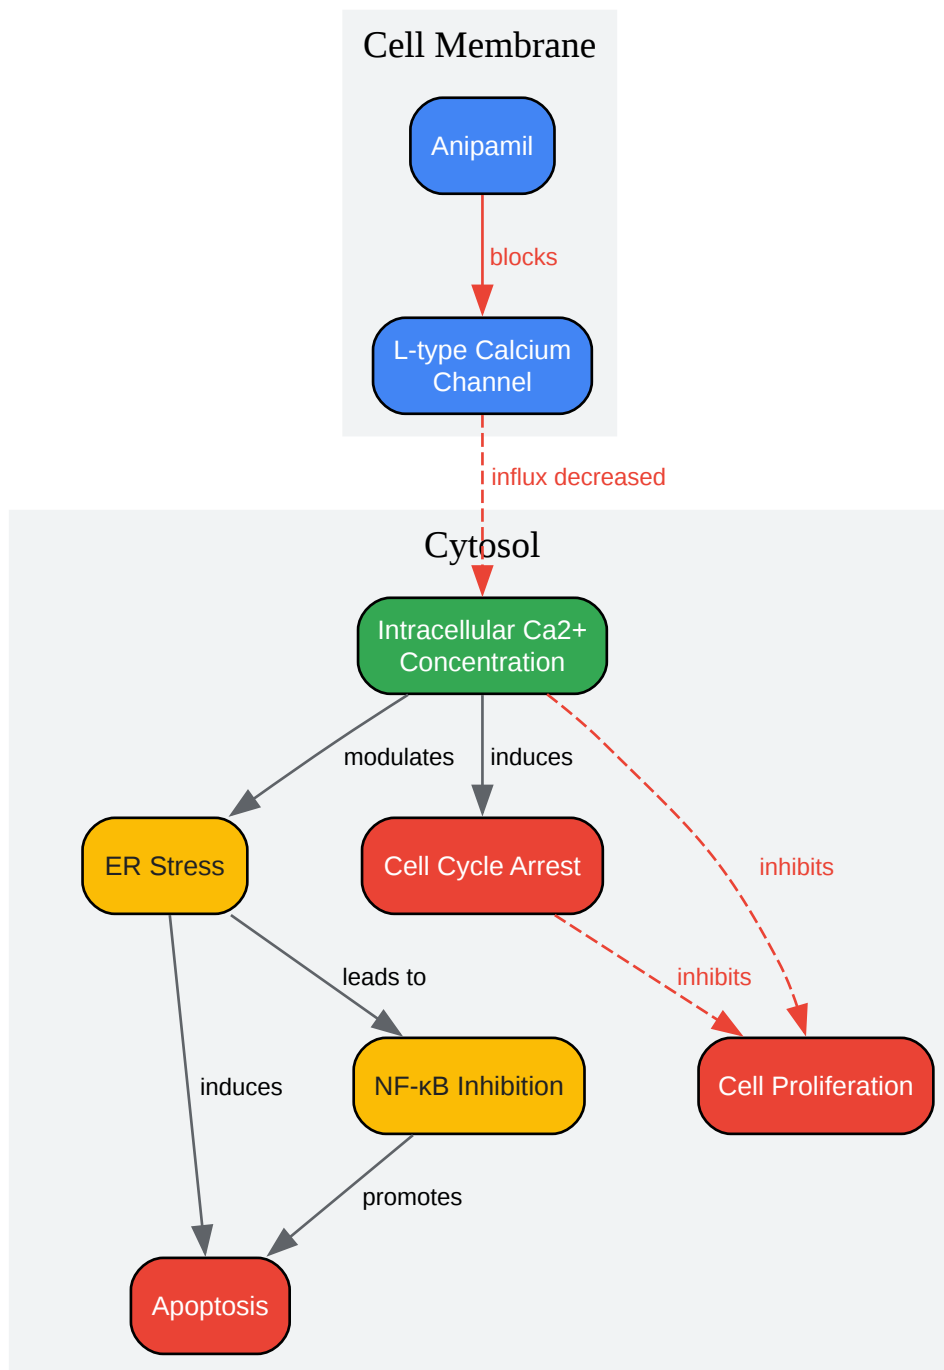 Cell Membrane
Anipamil
blocks
L-type Calcium
Channel
influx decreased
Cytosol
Intracellular Ca2+
Concentration
modulates
induces
ER Stress
Cell Cycle Arrest
inhibits
leads to
inhibits
induces
NF-κB Inhibition
Cell Proliferation
promotes
Apoptosis